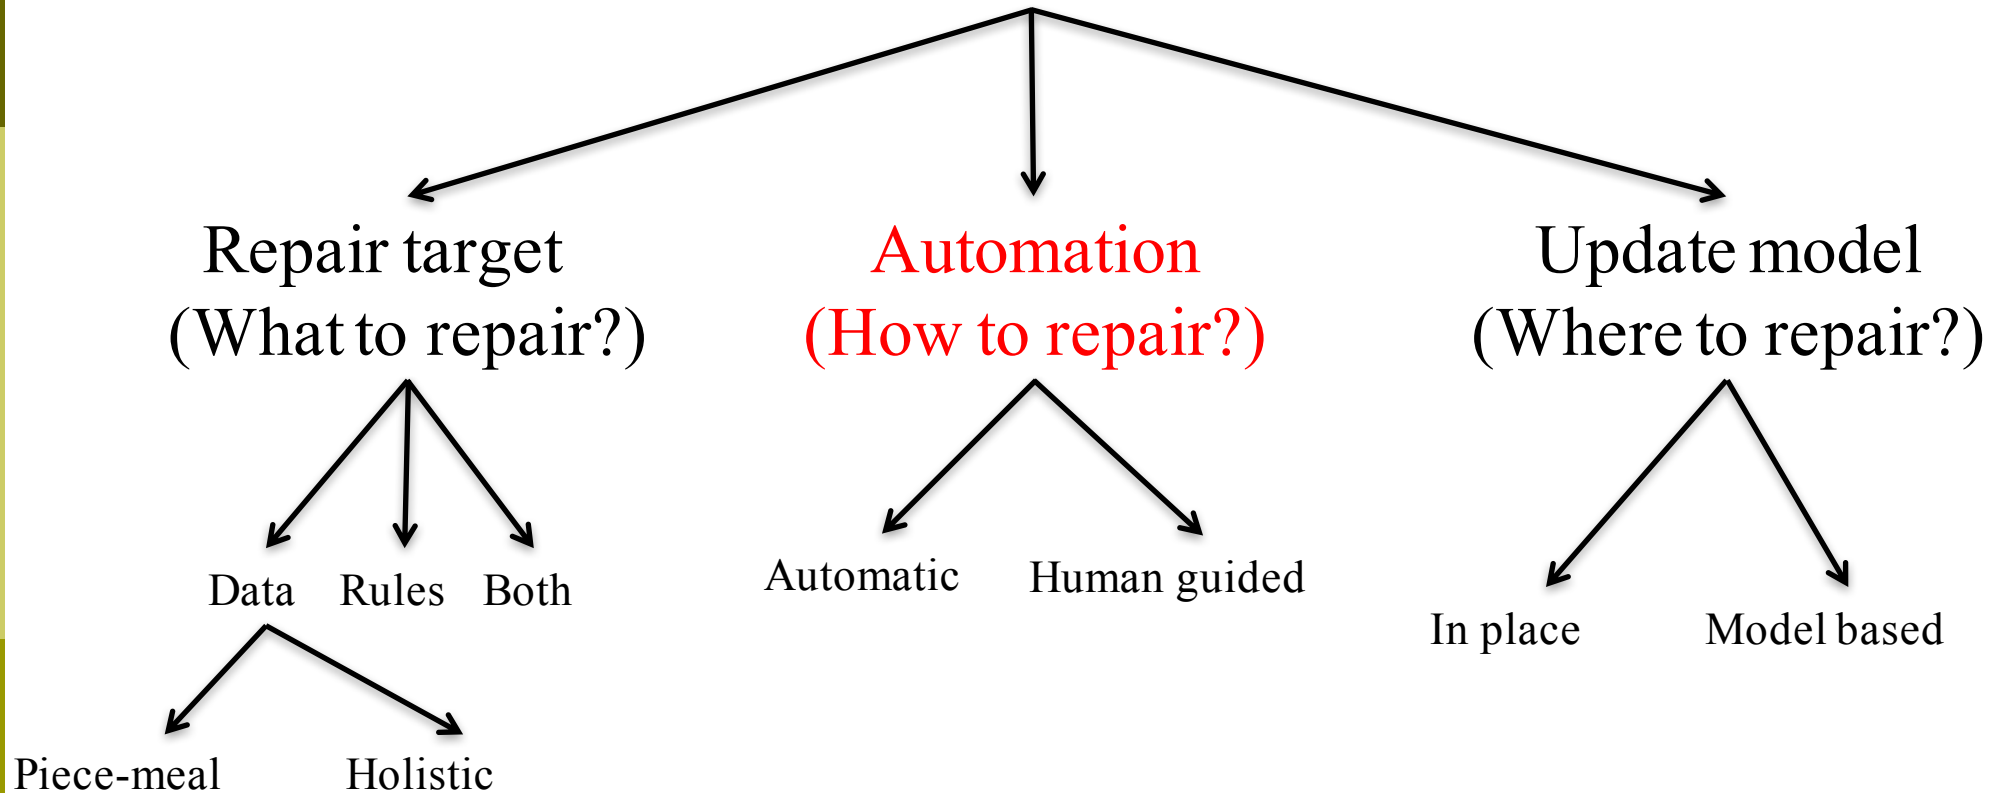 Repair target
(What to repair?)
Automation
(How to repair?)
Update model
(Where to repair?)
Data
Rules
Both
Automatic
Human guided
In place
Model based
Piece-meal
Holistic